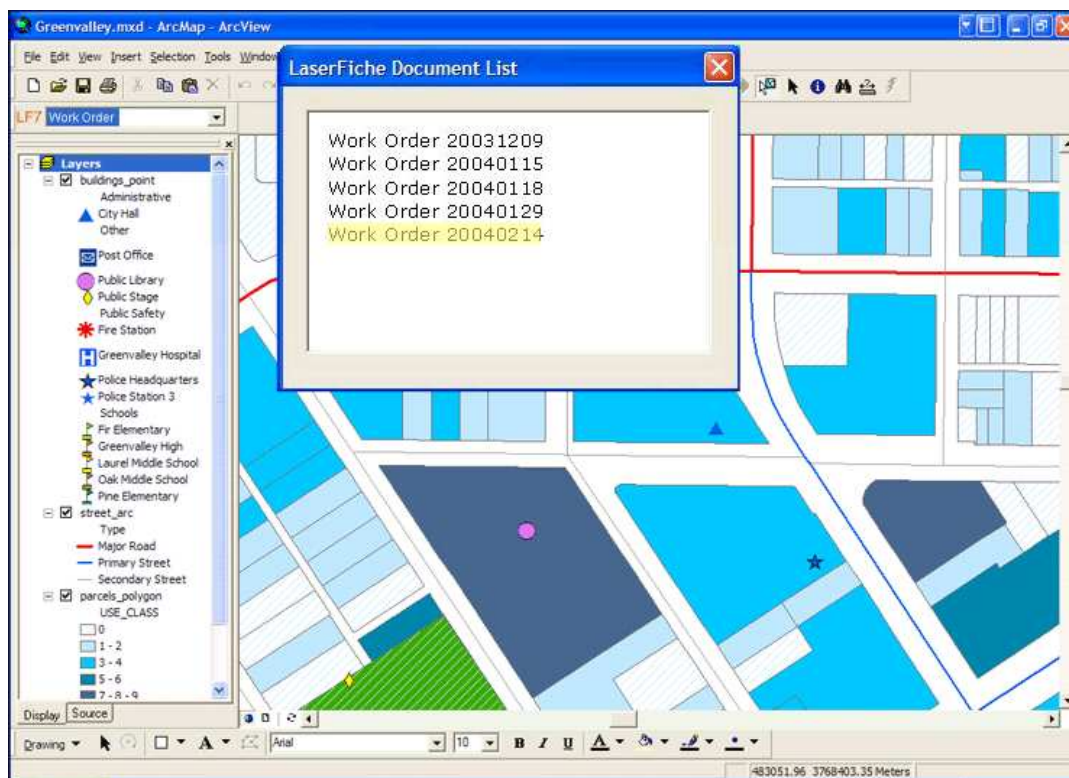 Greenvalley.mxd - ArcMap - ArcView
File Edit View Insert Selection Tools Window
LaserFiche Document List
LF7 Work Order
Work Order 20031209
Work Order 20040115
Work Order 20040118
Work Order 20040129
Work Order 20040214
Layers
buildings_point
Administrative
City Hall
Other
Post Office
Public Library
Public Stage
Public Safety
Fire Station
Greenvalley Hospital
Police Headquarters
Police Station 3
Schools
Fir Elementary
Greenvalley High
Laurel Middle School
Oak Middle School
Pine Elementary
street_arc
Type
Major Road
Primary Street
Secondary Street
parcels_polygon
USE_CLASS
0
1 - 2
3 - 4
5 - 6
7 - 8 - 9
Display Source
Drawing A Arial 10 B I U A
483051.96 3768403.35 Meters